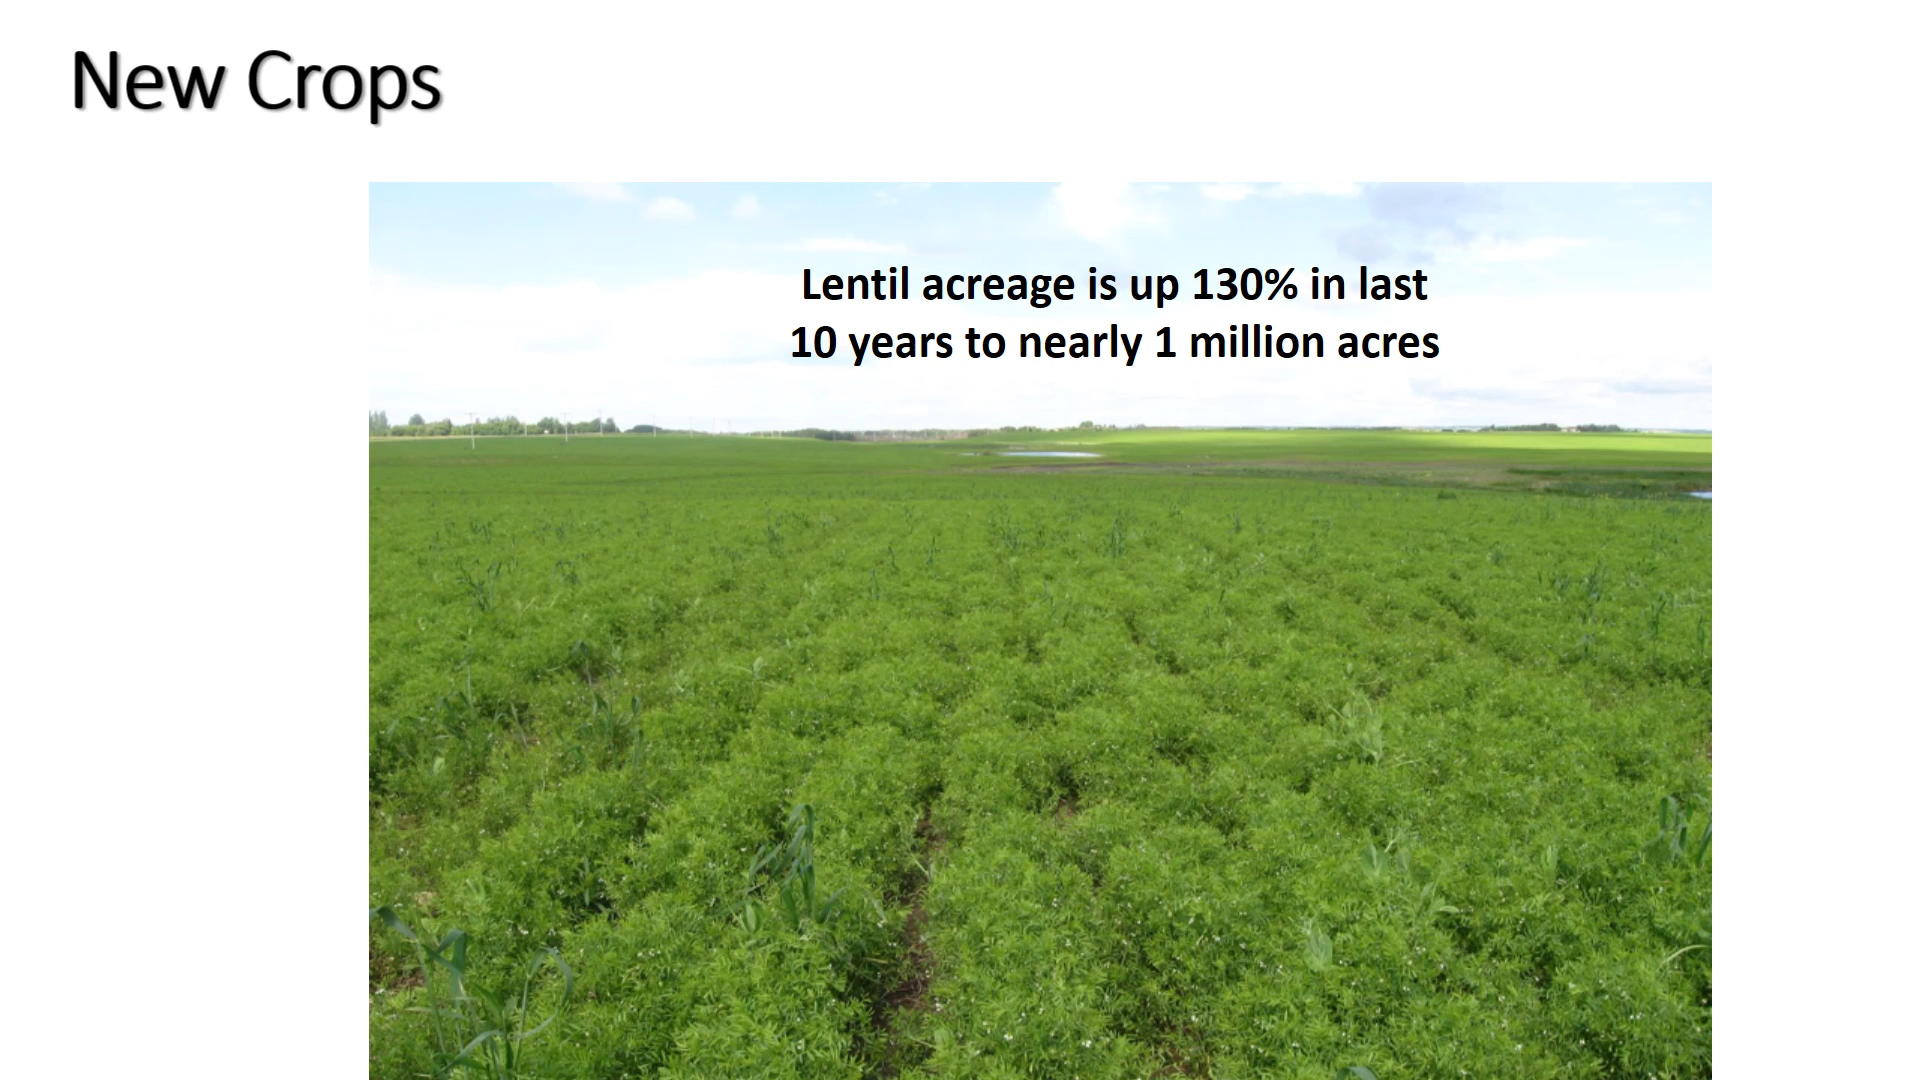 New Crops
Lentil acreage is up 130% in last
10 years to nearly 1 million acres